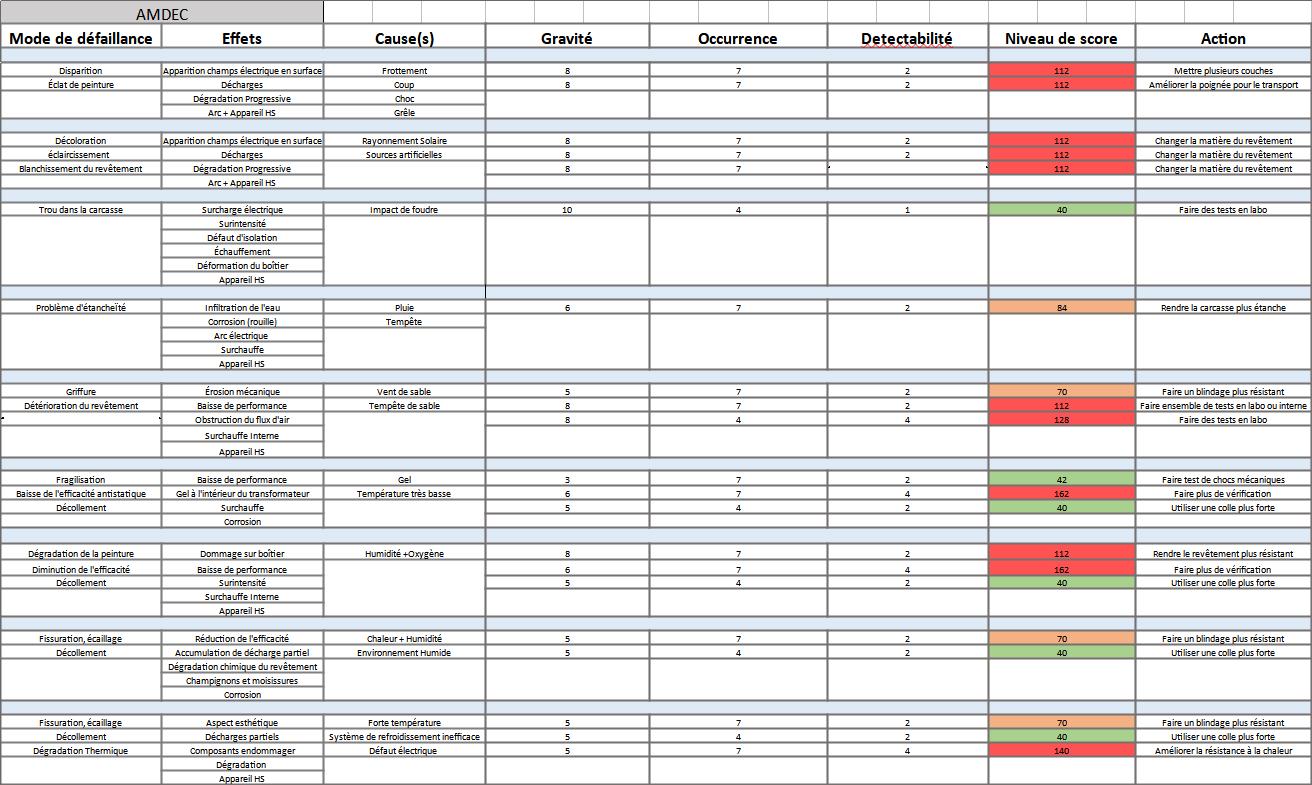 AMDEC
Mode de défaillance Effets Cause(s) Gravité Occurrence Detectabilité Niveau de score Action
Disparition Apparition champs électrique en surface Frottement 8 7 2 112 Mettre plusieurs couches
Éclat de peinture Décharges Coup 8 7 2 112 Améliorer la poignée pour le transport
Dégradation Progressive Choc
Arc + Appareil HS Grêle
Décoloration Apparition champs électrique en surface Rayonnement Solaire 8 7 2 112 Changer la matière du revêtement
éclaircissement Décharges Sources artificielles 8 7 2 112 Changer la matière du revêtement
Blanchissement du revêtement Dégradation Progressive 8 7 112 Changer la matière du revêtement
Arc + Appareil HS
Trou dans la carcasse Surcharge électrique Impact de foudre 10 4 1 40 Faire des tests en labo
Surintensité
Défaut d'isolation
Échauffement
Déformation du boîtier
Appareil HS
Problème d'étancheïté Infiltration de l'eau Pluie 6 7 2 84 Rendre la carcasse plus étanche
Corrosion (rouille) Tempête
Arc électrique
Surchauffe
Appareil HS
Griffure Érosion mécanique Vent de sable 5 7 2 70 Faire un blindage plus résistant
Détérioration du revêtement Baisse de performance Tempête de sable 8 7 2 112 Faire ensemble de tests en labo ou interne
Obstruction du flux d'air 8 4 4 128 Faire des tests en labo
Surchauffe Interne
Appareil HS
Fragilisation Baisse de performance Gel 3 7 2 42 Faire test de chocs mécaniques
Baisse de l'efficacité antistatique Gel à l'intérieur du transformateur Température très basse 6 7 4 162 Faire plus de vérification
Décollement Surchauffe 5 4 2 40 Utiliser une colle plus forte
Corrosion
Dégradation de la peinture Dommage sur boîtier Humidité +Oxygène 8 7 2 112 Rendre le revêtement plus résistant
Diminution de l'efficacité Baisse de performance 6 7 4 162 Faire plus de vérification
Décollement Surintensité 5 4 2 40 Utiliser une colle plus forte
Surchauffe Interne
Appareil HS
Fissuration, écaillage Réduction de l'efficacité Chaleur + Humidité 5 7 2 70 Faire un blindage plus résistant
Décollement Accumulation de décharge partiel Environnement Humide 5 4 2 40 Utiliser une colle plus forte
Dégradation chimique du revêtement
Champignons et moisissures
Corrosion
Fissuration, écaillage Aspect esthétique Forte température 5 7 2 70 Faire un blindage plus résistant
Décollement Décharges partiels Système de refroidissement inefficace 5 4 2 40 Utiliser une colle plus forte
Dégradation Thermique Composants endommager Défaut électrique 5 7 4 140 Améliorer la résistance à la chaleur
Dégradation
Appareil HS